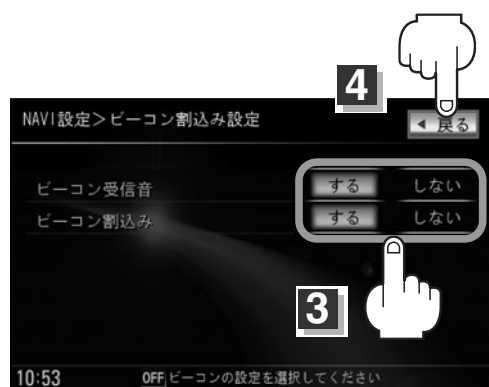 4
NAVI設定>ビーコン割込み設定
◀ 戻る
ビーコン受信音 する しない
ビーコン割込み する しない
3
10:53 OFF ビーコンの設定を選択してください